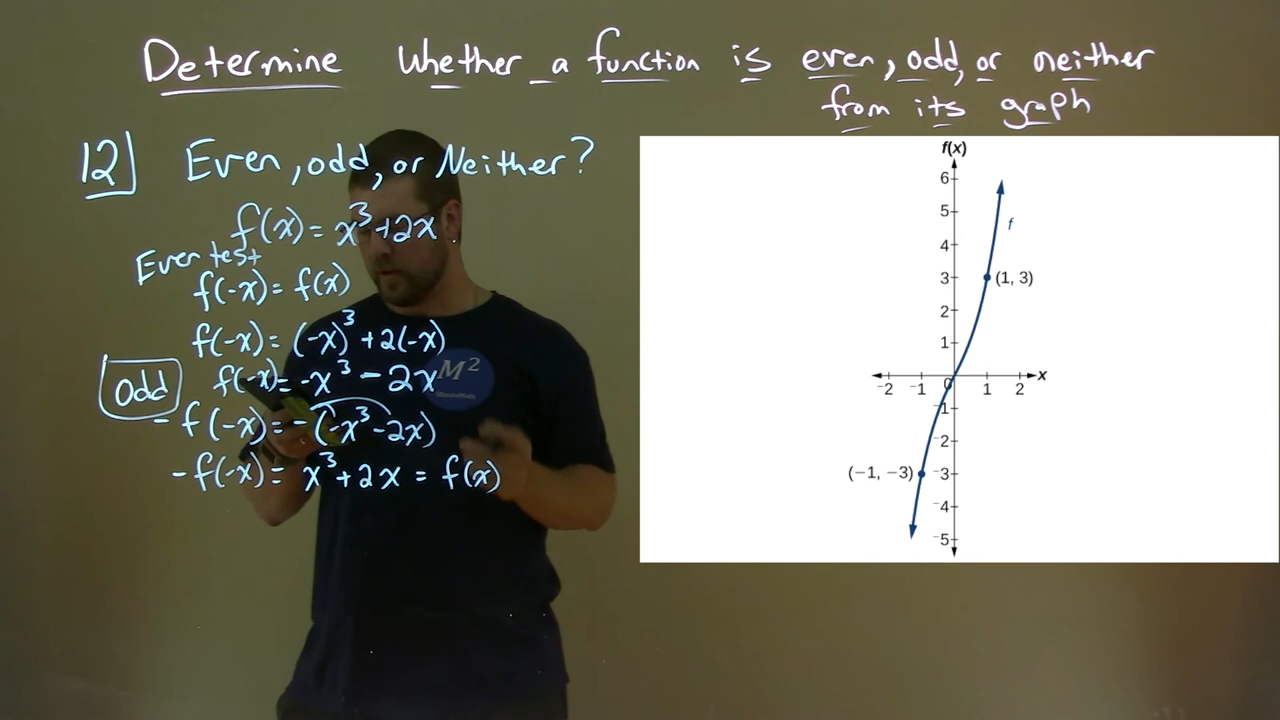 Determine whether a function is even, odd, or neither
from its graph
12] Even, odd, or Neither?
f(x) = x³+2x
Even test
f(-x) = f(x)
f(-x) = (-x)³ + 2(-x)
Odd
f(-x) = -x³ - 2x
-f(-x) = -(-x³-2x)
-f(-x) = x³+2x = f(x)
M²
f(x)
6
5
4
3
2
1
f
(1, 3)
x
-2 -1 0 1 2
-1
-2
-3
-4
-5
(−1, −3)